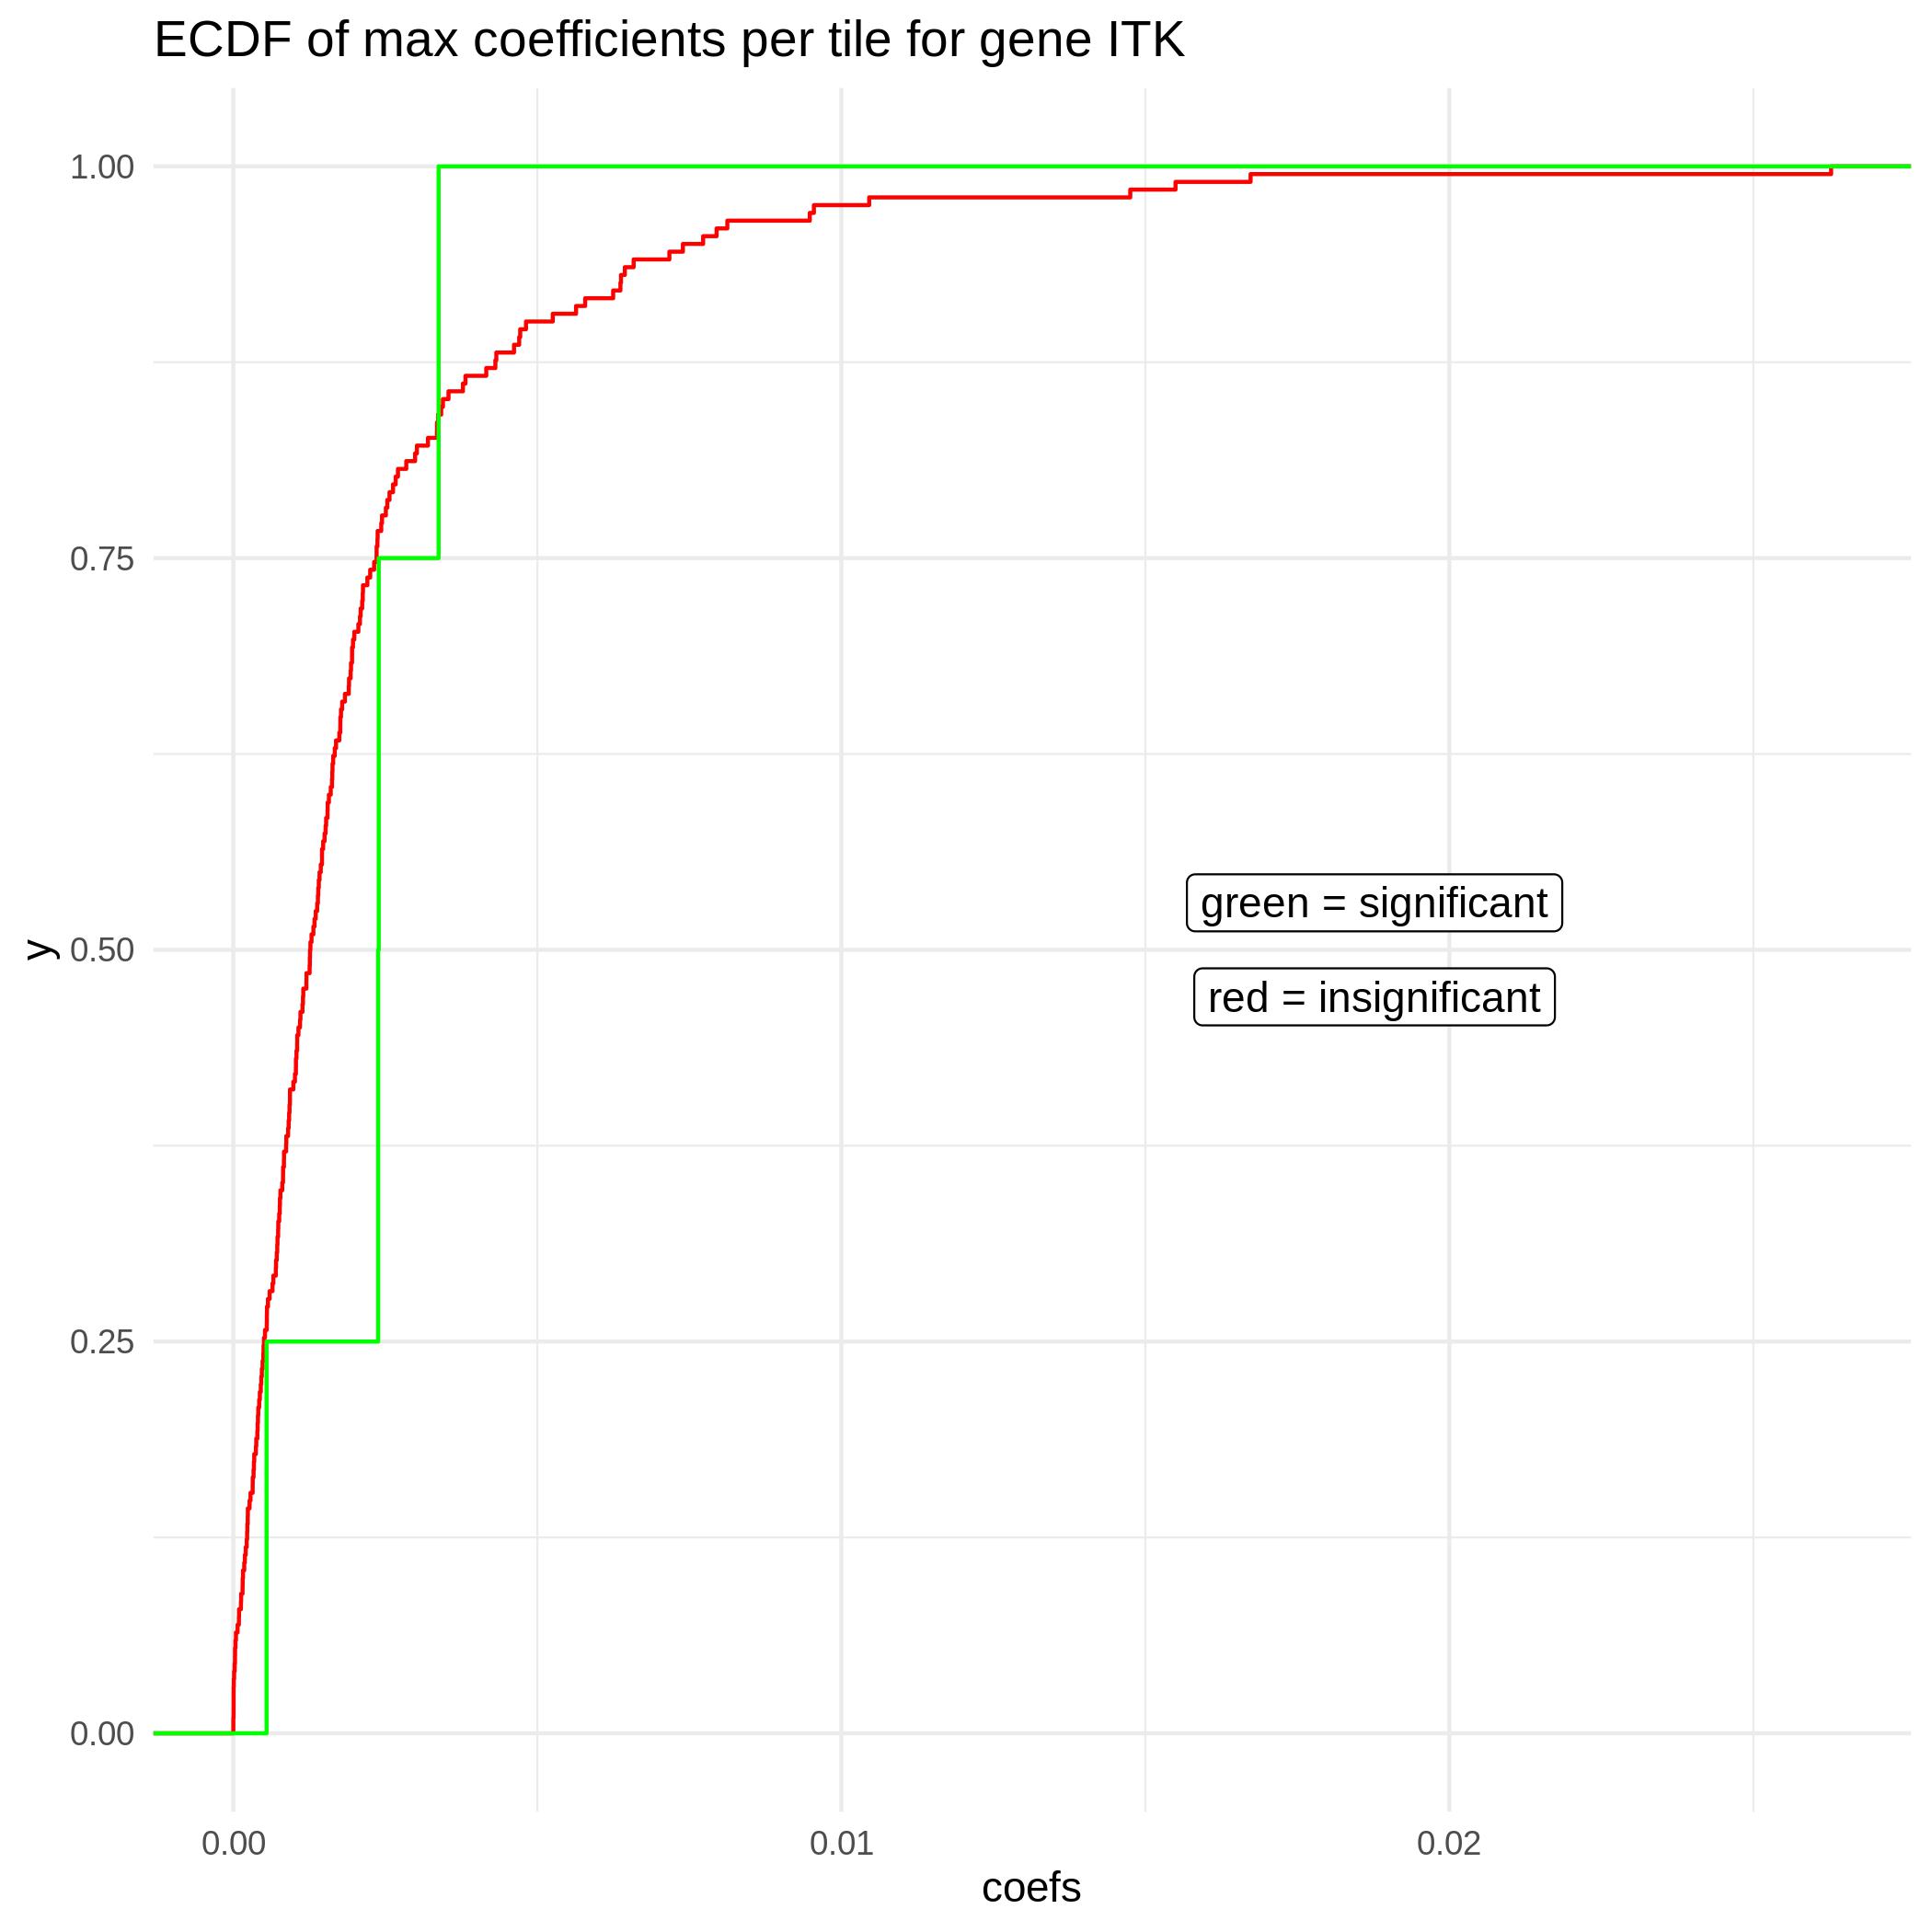 ECDF of max coefficients per tile for gene ITK
1.00
0.75
0.50
0.25
0.00
y
green = significant
red = insignificant
0.00 0.01 0.02
coefs